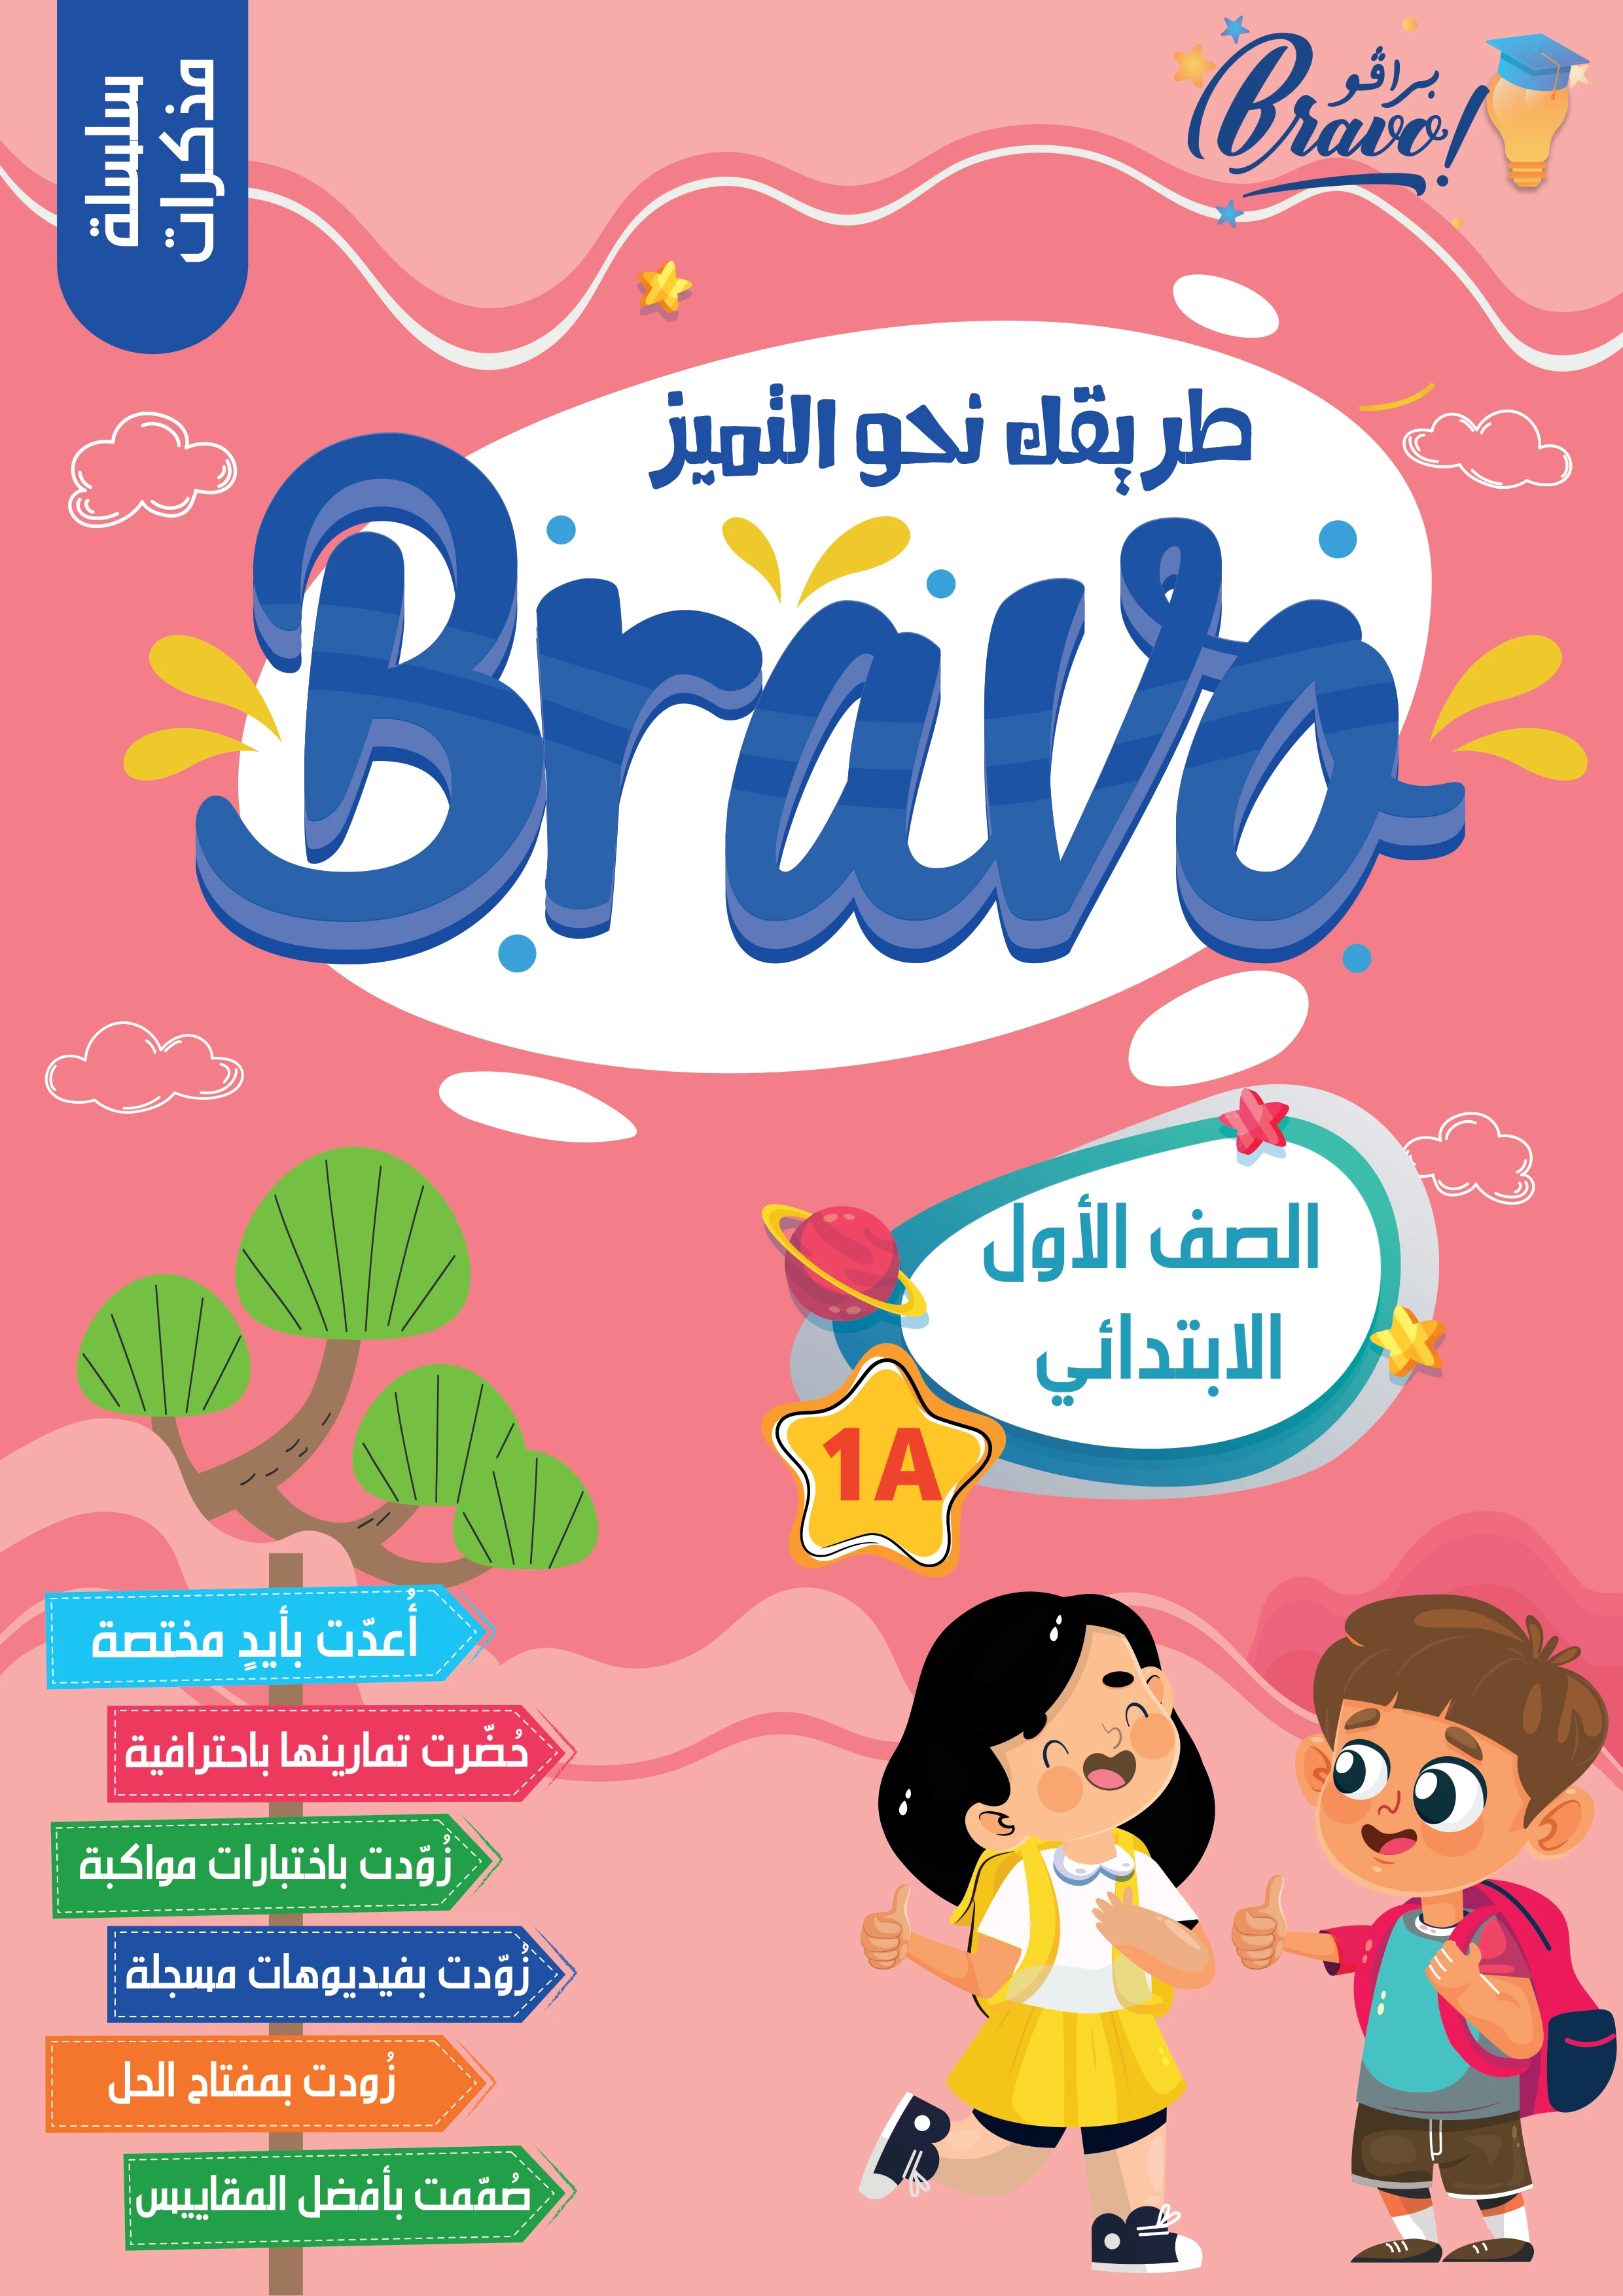 سلسلة
مذكرات
براڤو
Bravo!
طريقك نحو التميز
Bravo
الصف الأول
الابتدائي
1A
أُعدّت بأيدٍ مختصة
حُضّرت تمارينها باحترافية
زُوّدت باختبارات مواكبة
زُوّدت بفيديوهات مسجلة
زُودت بمفتاح الحل
صُمّمت بأفضل المقاييس